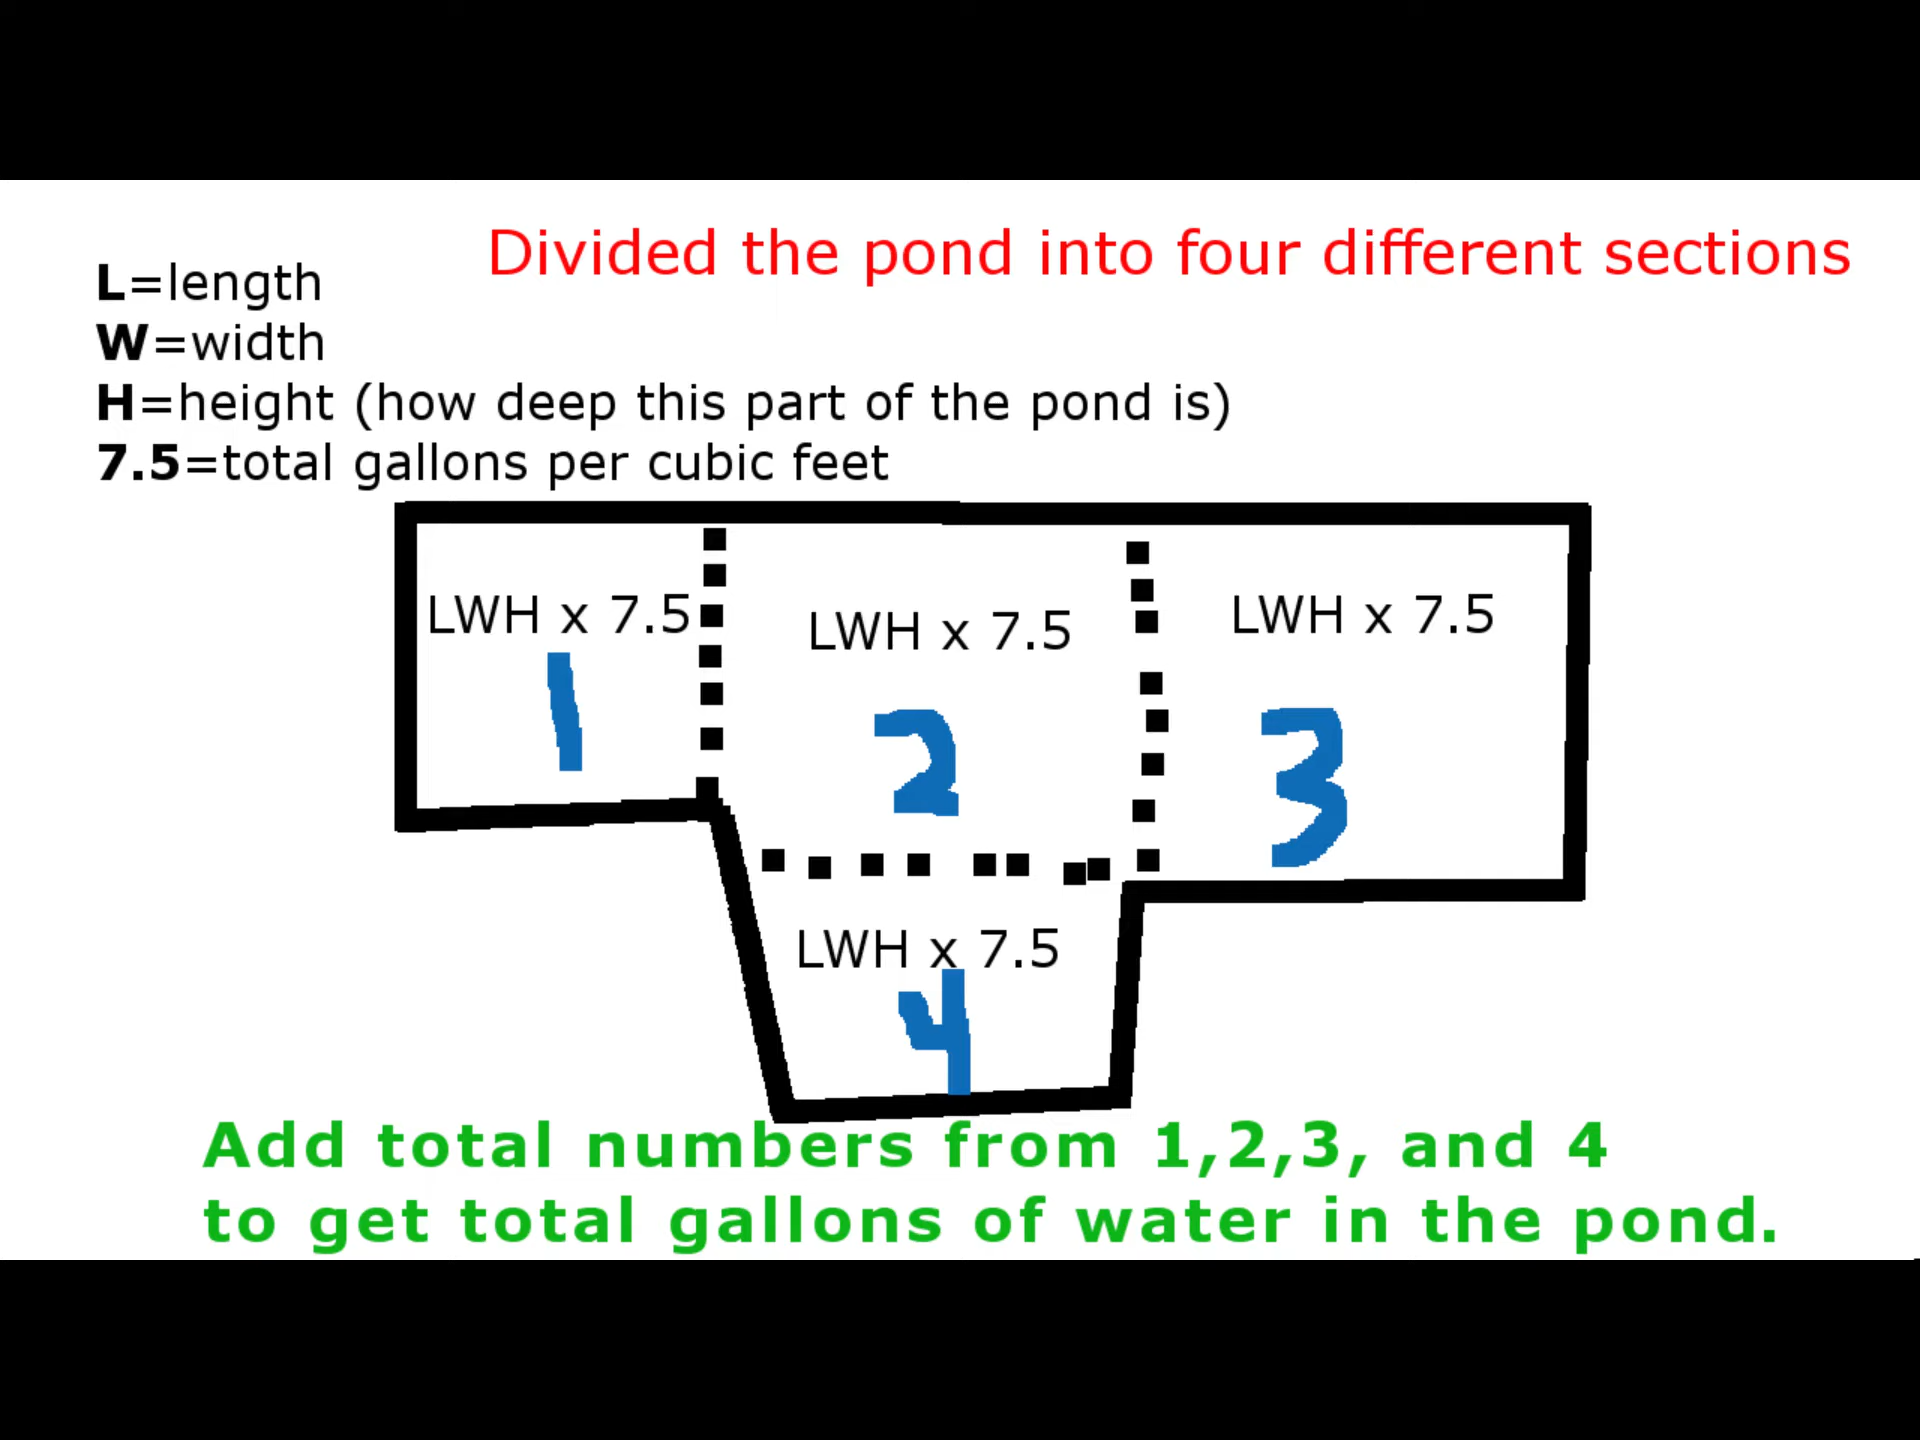 Divided the pond into four different sections
L=length
W=width
H=height (how deep this part of the pond is)
7.5=total gallons per cubic feet
LWH x 7.5
1
LWH x 7.5
2
LWH x 7.5
3
LWH x 7.5
4
Add total numbers from 1,2,3, and 4
to get total gallons of water in the pond.